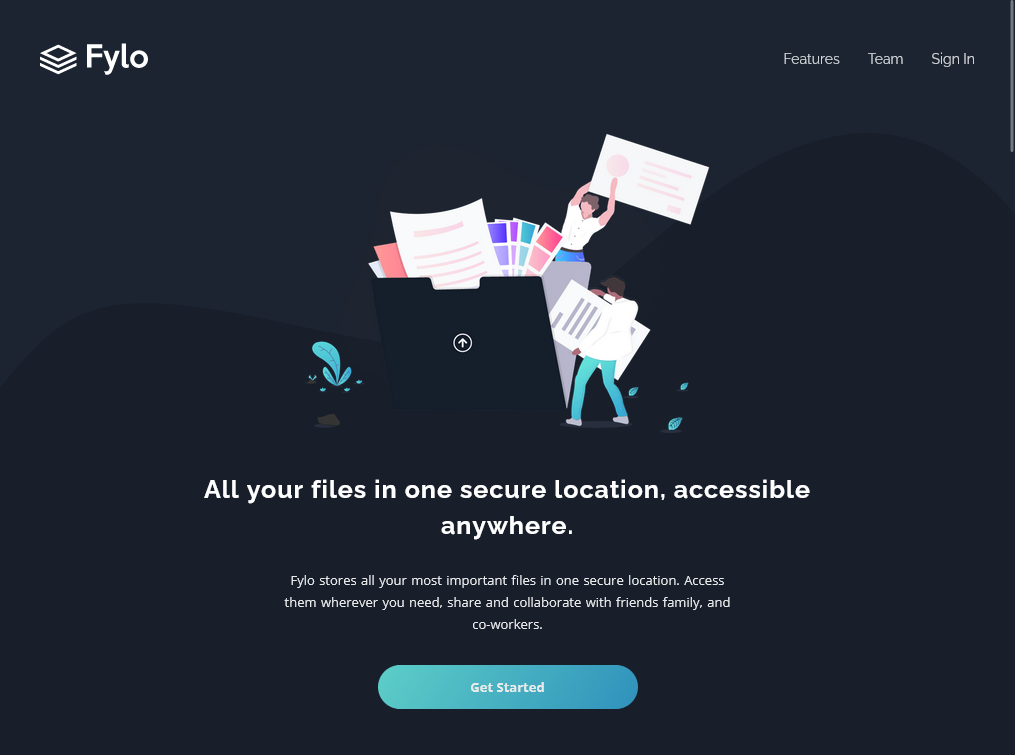 Fylo
Features
Team
Sign In
All your files in one secure location, accessible
anywhere.
Fylo stores all your most important files in one secure location. Access
them wherever you need, share and collaborate with friends family, and
co-workers.
Get Started